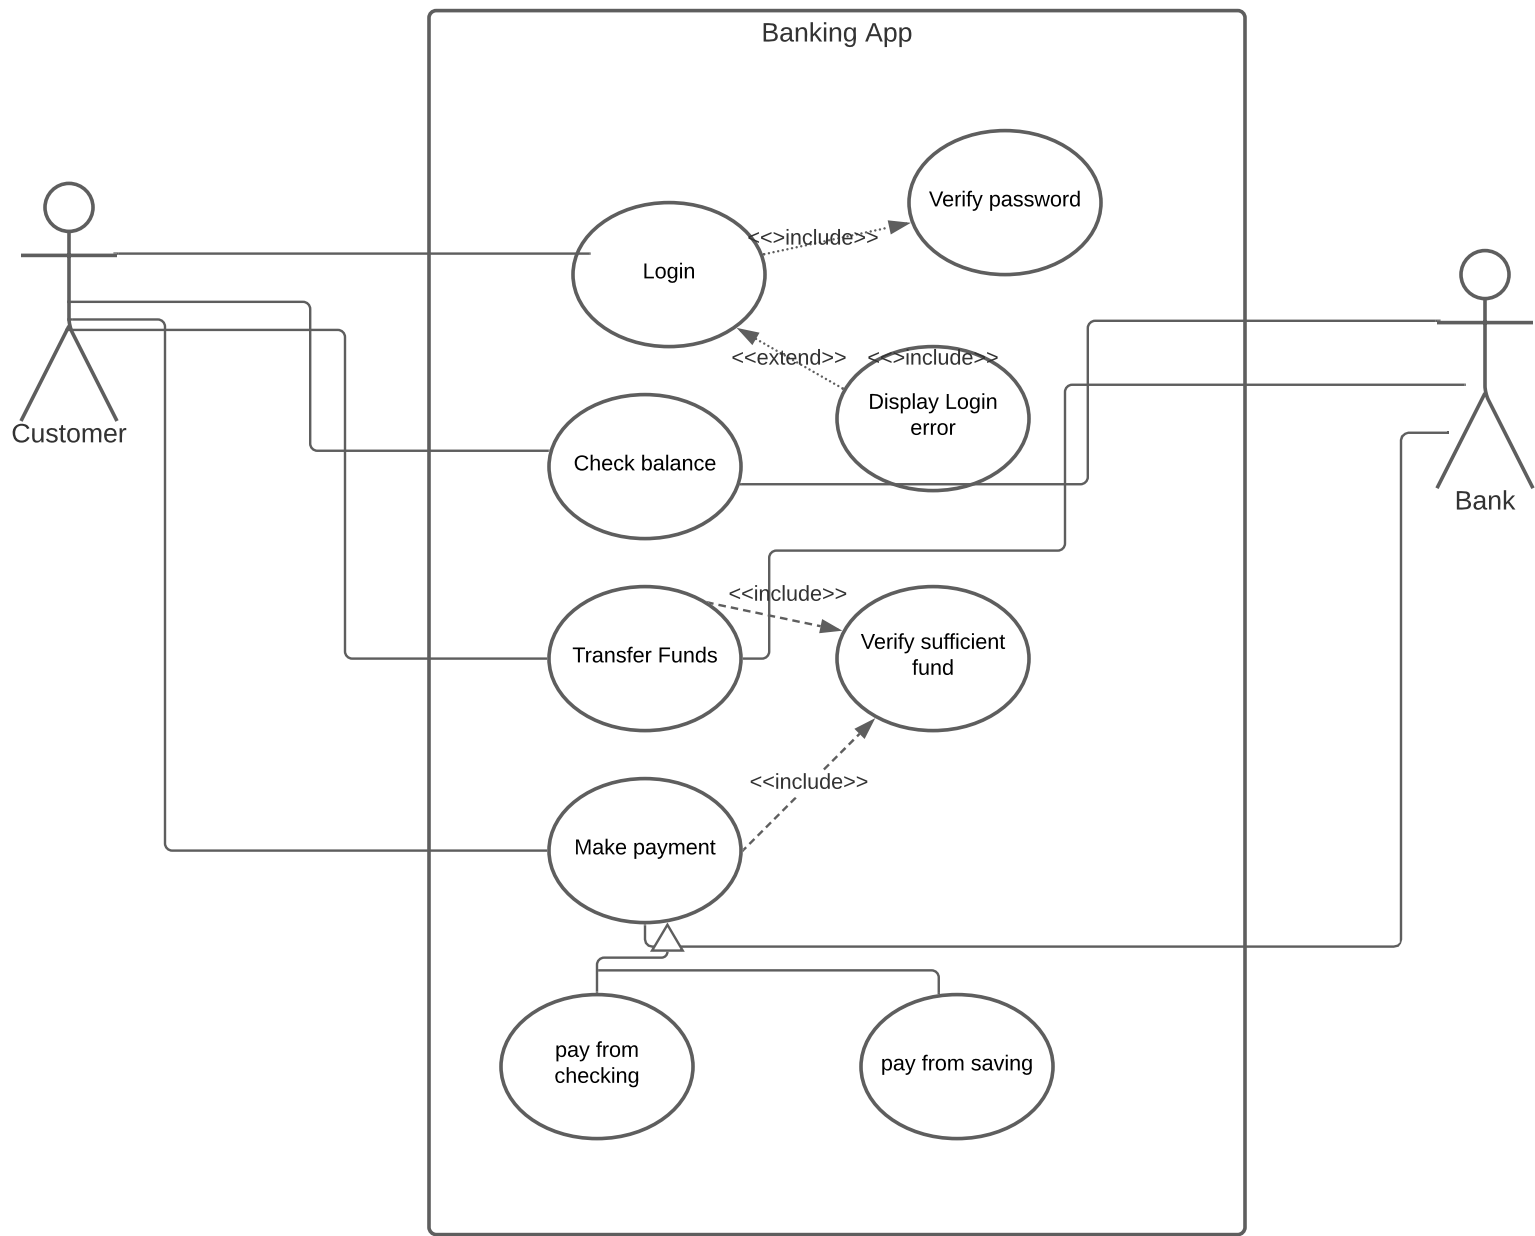 Banking App
Verify password
<<>include>>
Login
<<extend>>
<<>include>>
Display Login
error
Customer
Check balance
Bank
<<include>>
Transfer Funds
Verify sufficient
fund
<<include>>
Make payment
pay from
checking
pay from saving